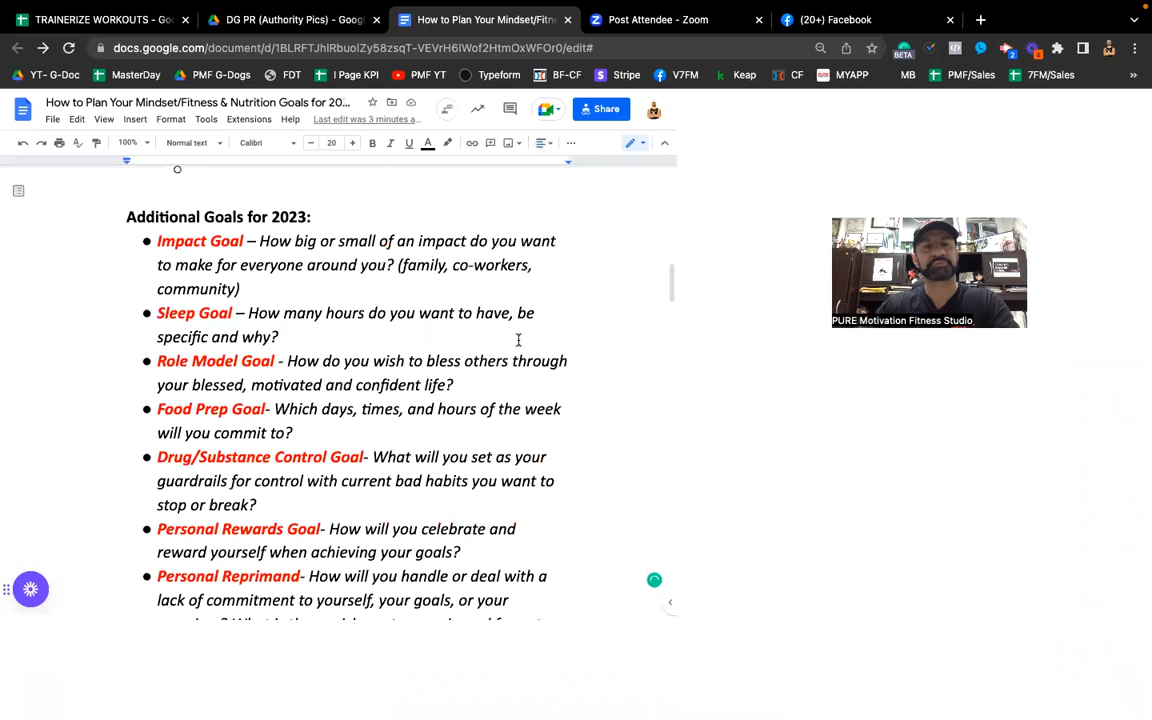 TRAINERIZE WORKOUTS - Goo
DG PR (Authority Pics) - Googl
How to Plan Your Mindset/Fitne
Post Attendee - Zoom
(20+) Facebook
docs.google.com/document/d/1BLRFTJhlRbuolZy58zsqT-VEVrH6lWof2HtmOxWFOr0/edit#
BETA
2
4
YT- G-Doc
MasterDay
PMF G-Dogs
FDT
I Page KPI
PMF YT
Typeform
BF-CF
Stripe
V7FM
Keap
CF
MYAPP
MB
PMF/Sales
7FM/Sales
How to Plan Your Mindset/Fitness & Nutrition Goals for 20...
Share
File Edit View Insert Format Tools Extensions Help Last edit was 3 minutes a...
100% Normal text Calibri 20 B I U A
Additional Goals for 2023:
● Impact Goal – How big or small of an impact do you want
to make for everyone around you? (family, co-workers,
community)
● Sleep Goal – How many hours do you want to have, be
specific and why?
● Role Model Goal - How do you wish to bless others through
your blessed, motivated and confident life?
● Food Prep Goal- Which days, times, and hours of the week
will you commit to?
● Drug/Substance Control Goal- What will you set as your
guardrails for control with current bad habits you want to
stop or break?
● Personal Rewards Goal- How will you celebrate and
reward yourself when achieving your goals?
● Personal Reprimand- How will you handle or deal with a
lack of commitment to yourself, your goals, or your
PURE Motivation Fitness Studio